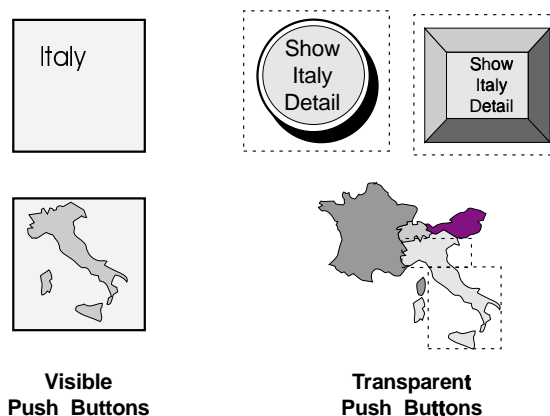 Italy
Show
Italy
Detail
Show
Italy
Detail
Visible
Push Buttons
Transparent
Push Buttons